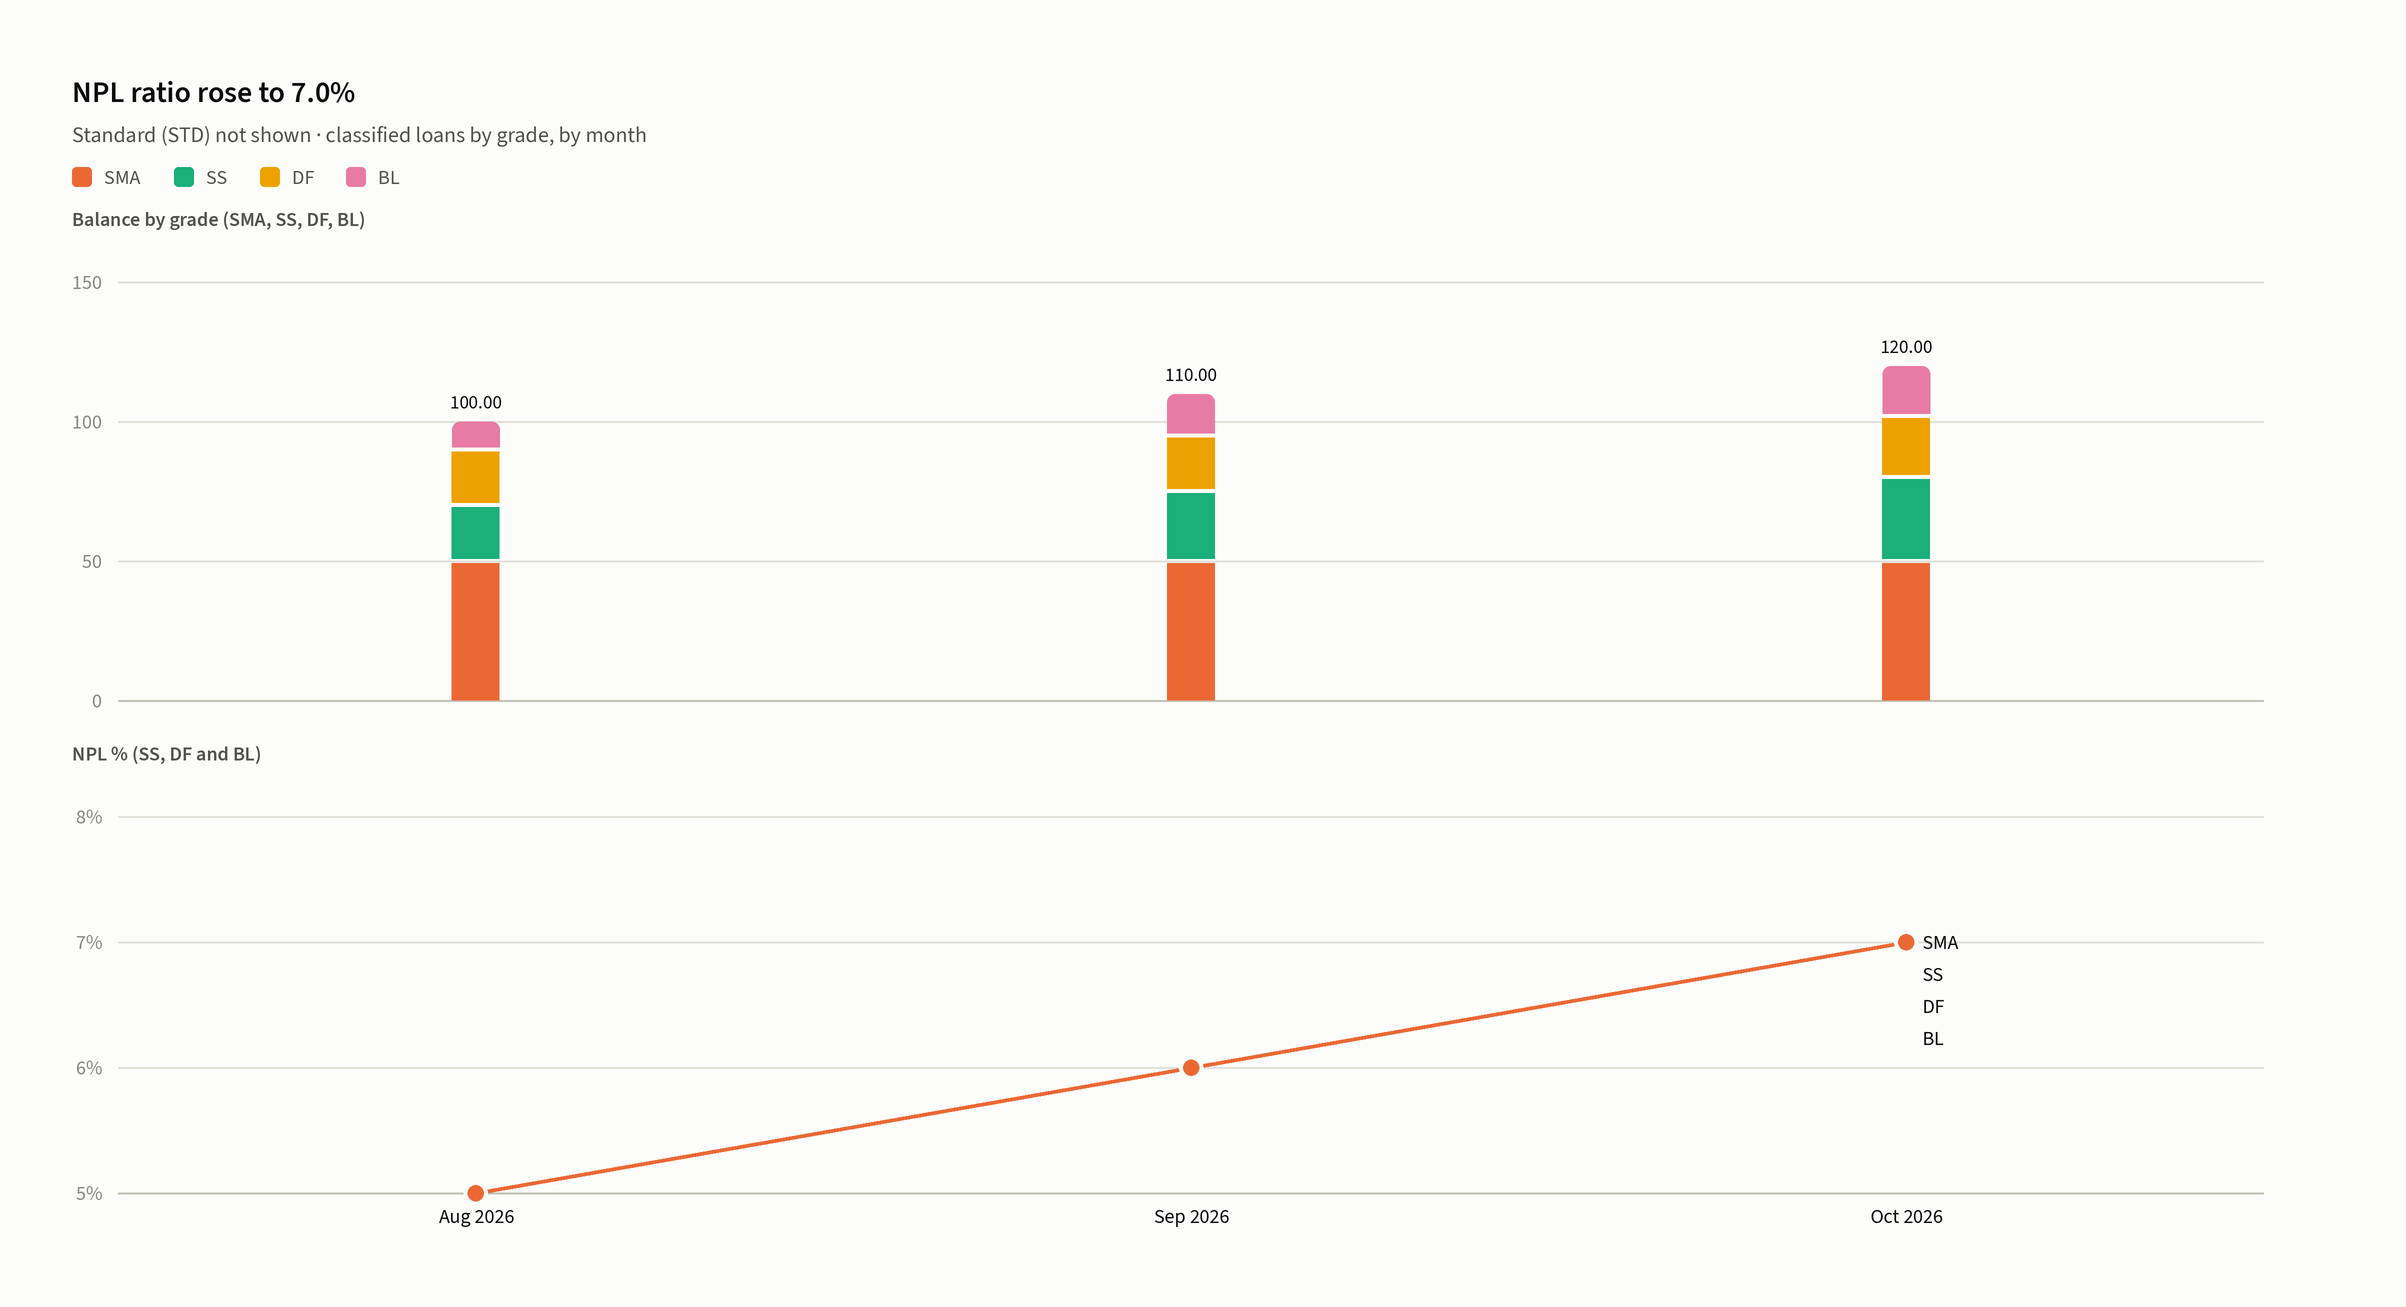 NPL ratio rose to 7.0%
Standard (STD) not shown · classified loans by grade, by month
SMA SS DF BL
Balance by grade (SMA, SS, DF, BL)
150
120.00
110.00
100.00
100
50
0
NPL % (SS, DF and BL)
8%
7%
SMA
SS
DF
BL
6%
5%
Aug 2026 Sep 2026 Oct 2026